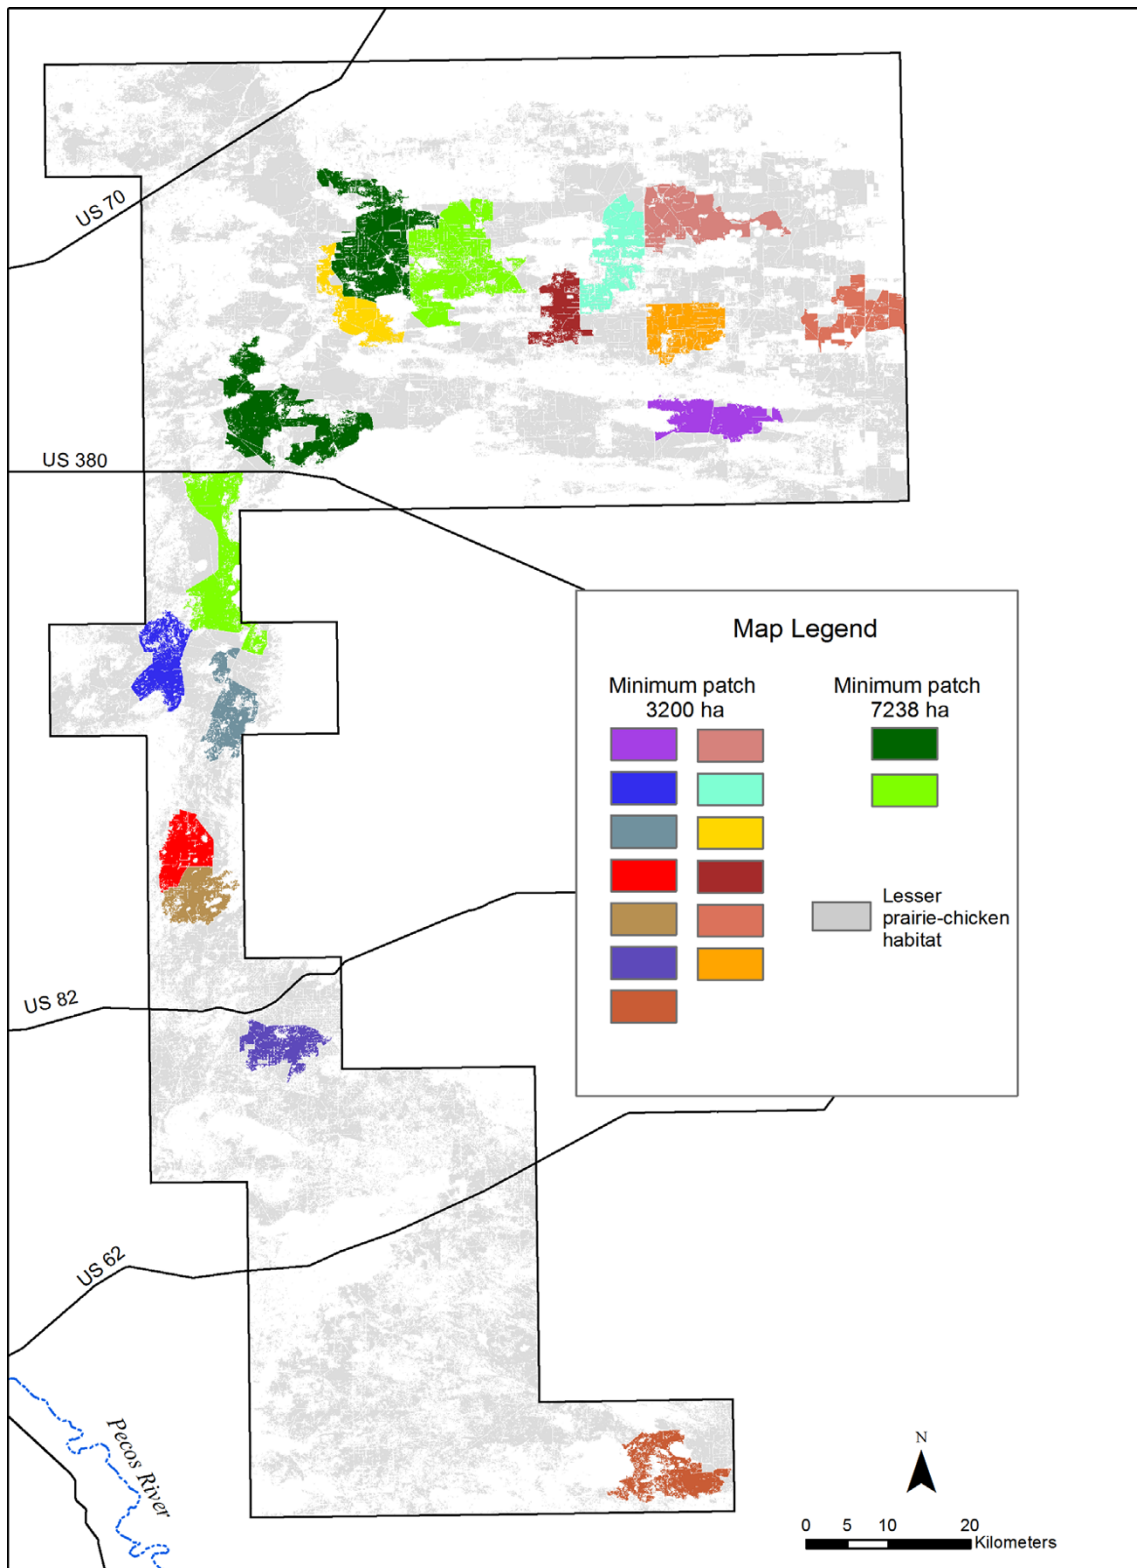 US 70
US 380
Map Legend
Minimum patch
3200 ha
Minimum patch
7238 ha
Lesser
prairie-chicken
habitat
US 82
US 62
Pecos River
N
0 5 10 20
Kilometers